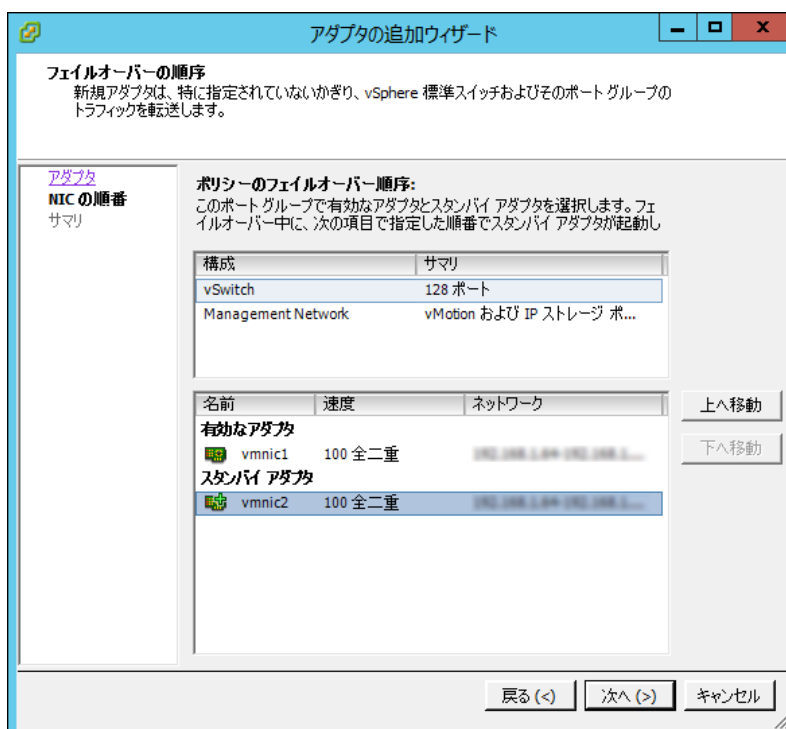 アダプタの追加ウィザード
フェイルオーバーの順序
新規アダプタは、特に指定されていないかぎり、vSphere 標準スイッチおよびそのポート グループの
トラフィックを転送します。
アダプタ
NIC の順番
サマリ
ポリシーのフェイルオーバー順序:
このポート グループで有効なアダプタとスタンバイ アダプタを選択します。フェ
イルオーバー中に、次の項目で指定した順番でスタンバイ アダプタが起動し
構成 サマリ
vSwitch 128 ポート
Management Network vMotion および IP ストレージ ポ...
名前 速度 ネットワーク
有効なアダプタ
vmnic1 100 全二重
スタンバイ アダプタ
vmnic2 100 全二重
上へ移動
下へ移動
戻る (<) 次へ (>) キャンセル